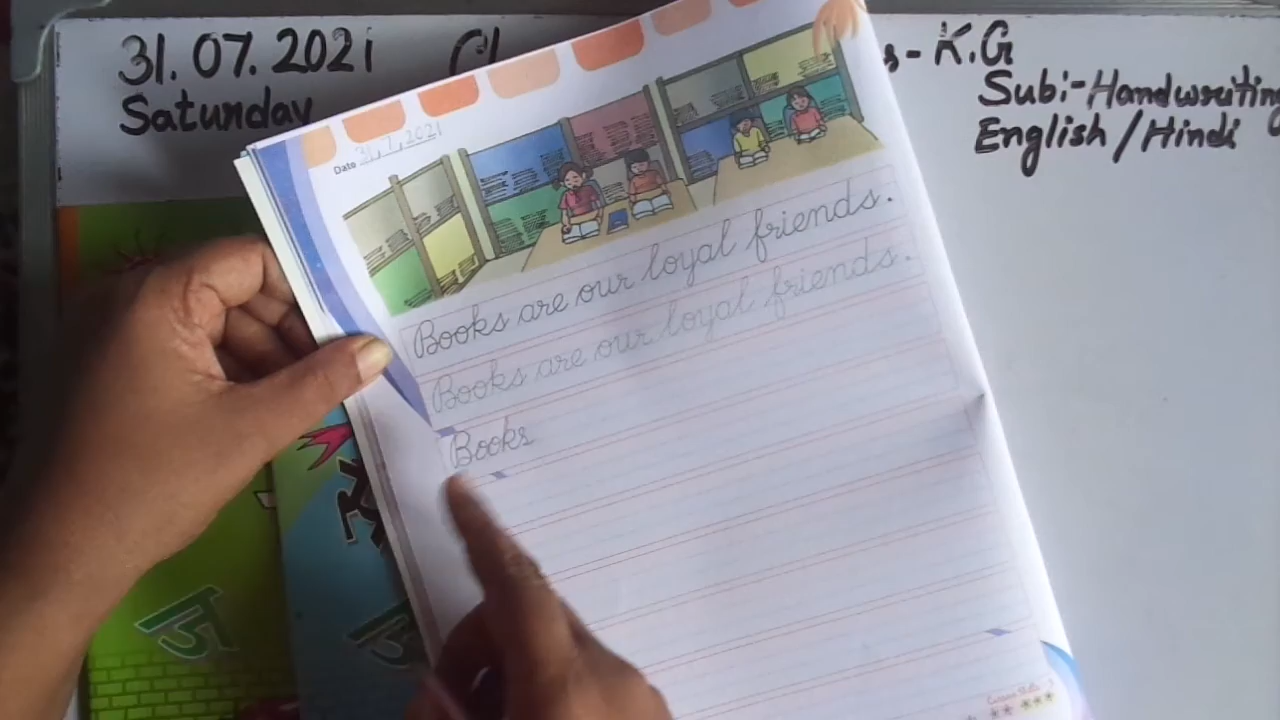 31.07.2021
Saturday
K.G
Sub:-Handwriting
English/Hindi
Date 31, 7, 2021
Books are our loyal friends.
Books are our loyal friends.
Books